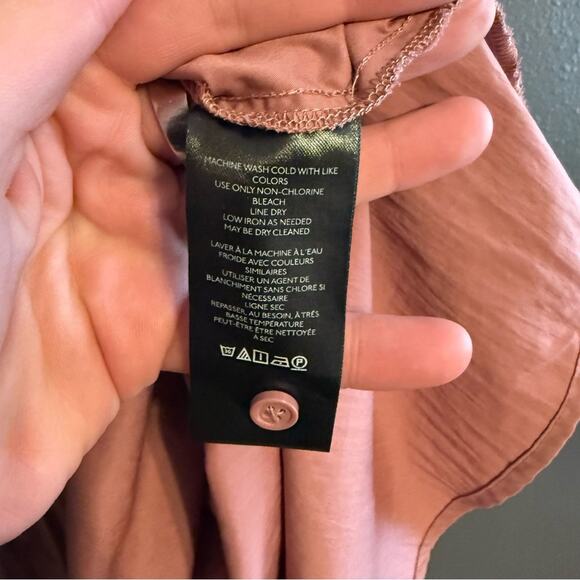 MACHINE WASH COLD WITH LIKE
COLORS
USE ONLY NON-CHLORINE
BLEACH
LINE DRY
LOW IRON AS NEEDED
MAY BE DRY CLEANED
LAVER À LA MACHINE À L'EAU
FROIDE AVEC COULEURS
SIMILAIRES
UTILISER UN AGENT DE
BLANCHIMENT SANS CHLORE SI
NÉCESSAIRE
LIGNE SEC
REPASSER, AU BESOIN, À TRÉS
BASSE TEMPÉRATURE
PEUT-ÊTRE ÊTRE NETTOYÉE
À SEC
30 P